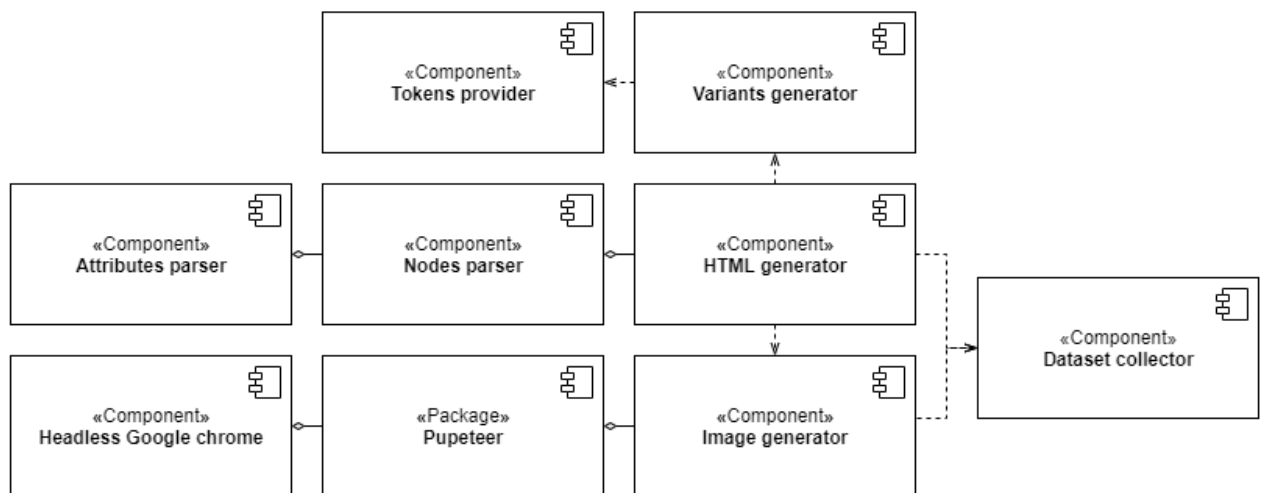 «Component»
Tokens provider
«Component»
Variants generator
«Component»
Attributes parser
«Component»
Nodes parser
«Component»
HTML generator
«Component»
Dataset collector
«Component»
Headless Google chrome
«Package»
Pupeteer
«Component»
Image generator